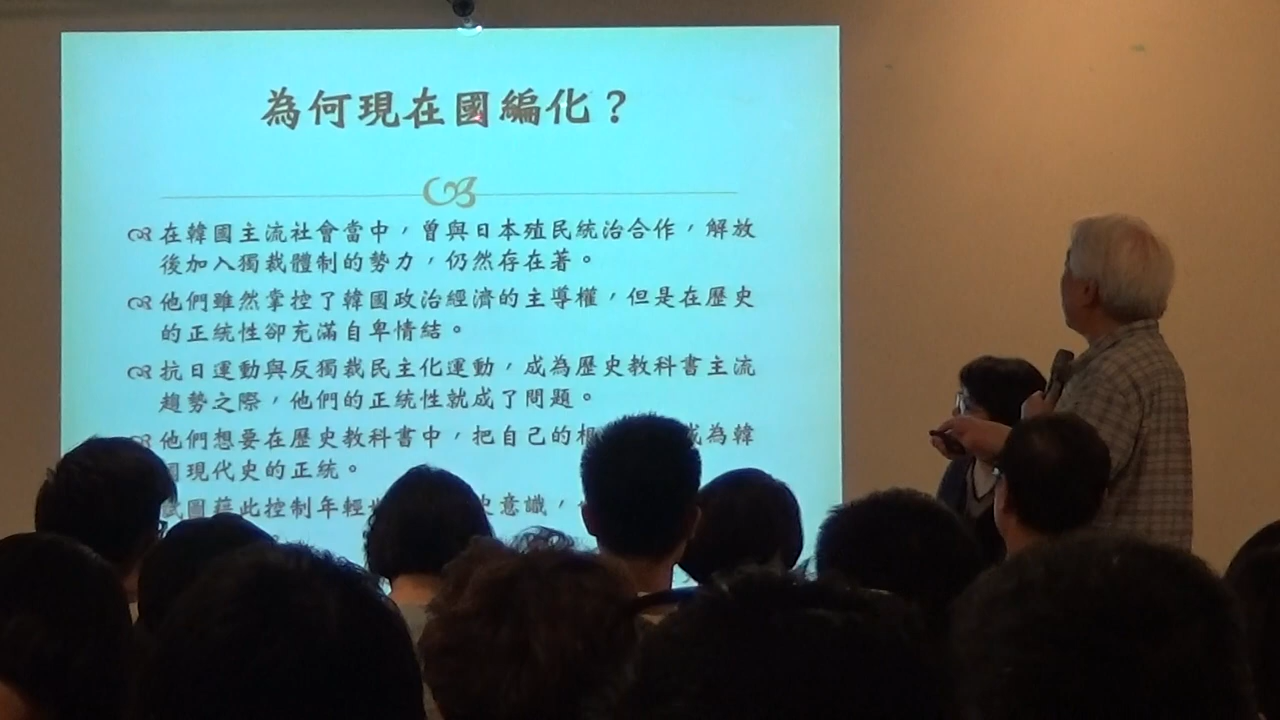 為何現在國編化？
在韓國主流社會當中，曾與日本殖民統治合作，解放
後加入獨裁體制的勢力，仍然存在著。
他們雖然掌控了韓國政治經濟的主導權，但是在歷史
的正統性卻充滿自卑情結。
抗日運動與反獨裁民主化運動，成為歷史教科書主流
趨勢之際，他們的正統性就成了問題。
他們想要在歷史教科書中，把自己的 成為韓
現代史的正統。
試圖藉此控制年輕 意識，